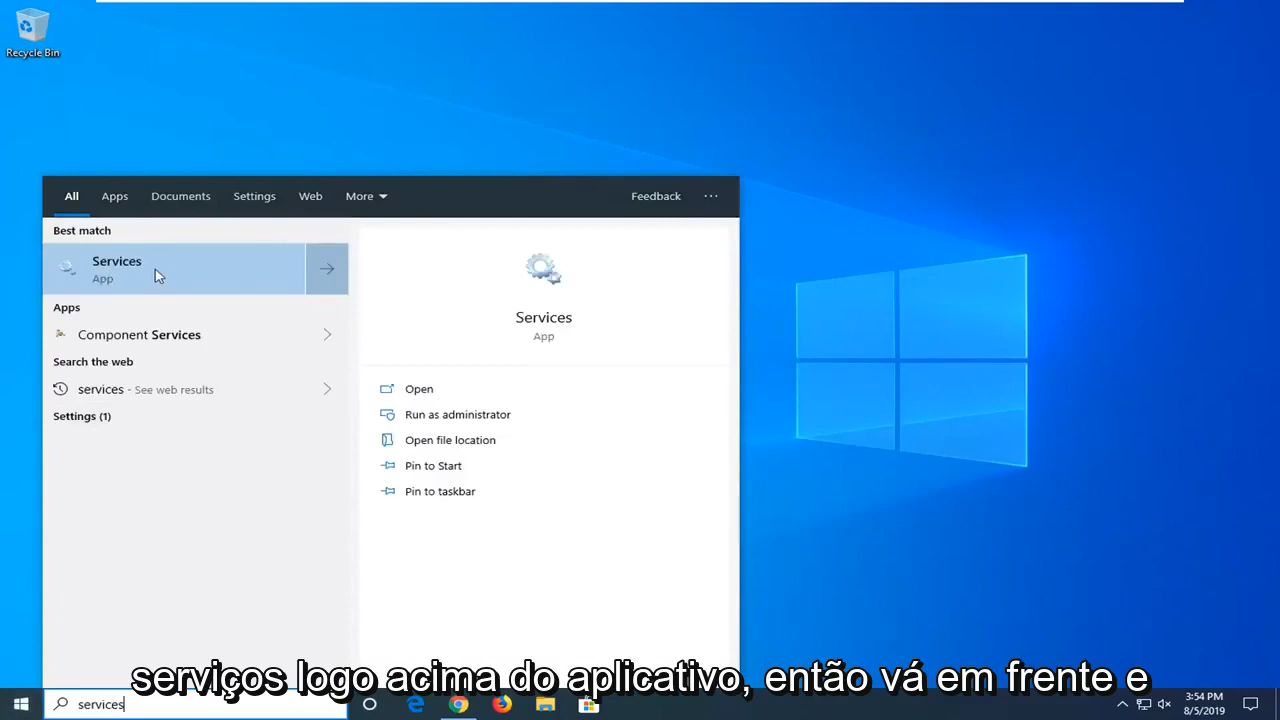 Recycle Bin
All Apps Documents Settings Web More Feedback ...
Best match
Services
App
Apps
Component Services
Search the web
services - See web results
Settings (1)
Services
App
Open
Run as administrator
Open file location
Pin to Start
Pin to taskbar
serviços logo acima do aplicativo, então vá em frente e
services
3:54 PM
8/5/2019